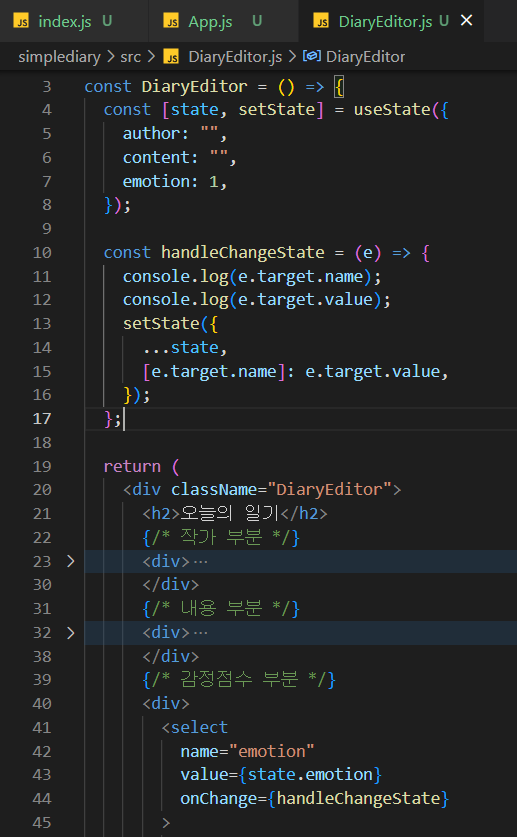 JS index.js U JS App.js U JS DiaryEditor.js U ×
simplediary > src > JS DiaryEditor.js > DiaryEditor
3 const DiaryEditor = () => {
4 const [state, setState] = useState({
5 author: "",
6 content: "",
7 emotion: 1,
8 });
9
10 const handleChangeState = (e) => {
11 console.log(e.target.name);
12 console.log(e.target.value);
13 setState({
14 ...state,
15 [e.target.name]: e.target.value,
16 });
17 };
18
19 return (
20 <div className="DiaryEditor">
21 <h2>오늘의 일기</h2>
22 {/* 작가 부분 */}
23 > <div>…
30 </div>
31 {/* 내용 부분 */}
32 > <div>…
38 </div>
39 {/* 감정점수 부분 */}
40 <div>
41 <select
42 name="emotion"
43 value={state.emotion}
44 onChange={handleChangeState}
45 >